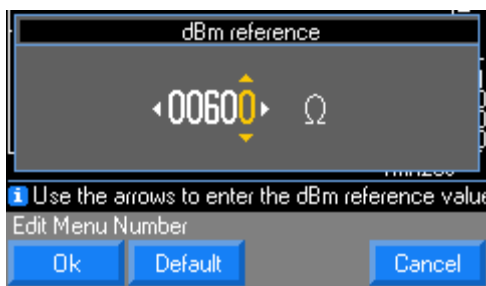 dBm reference
00600 Ω
i Use the arrows to enter the dBm reference value
Edit Menu Number
Ok Default Cancel